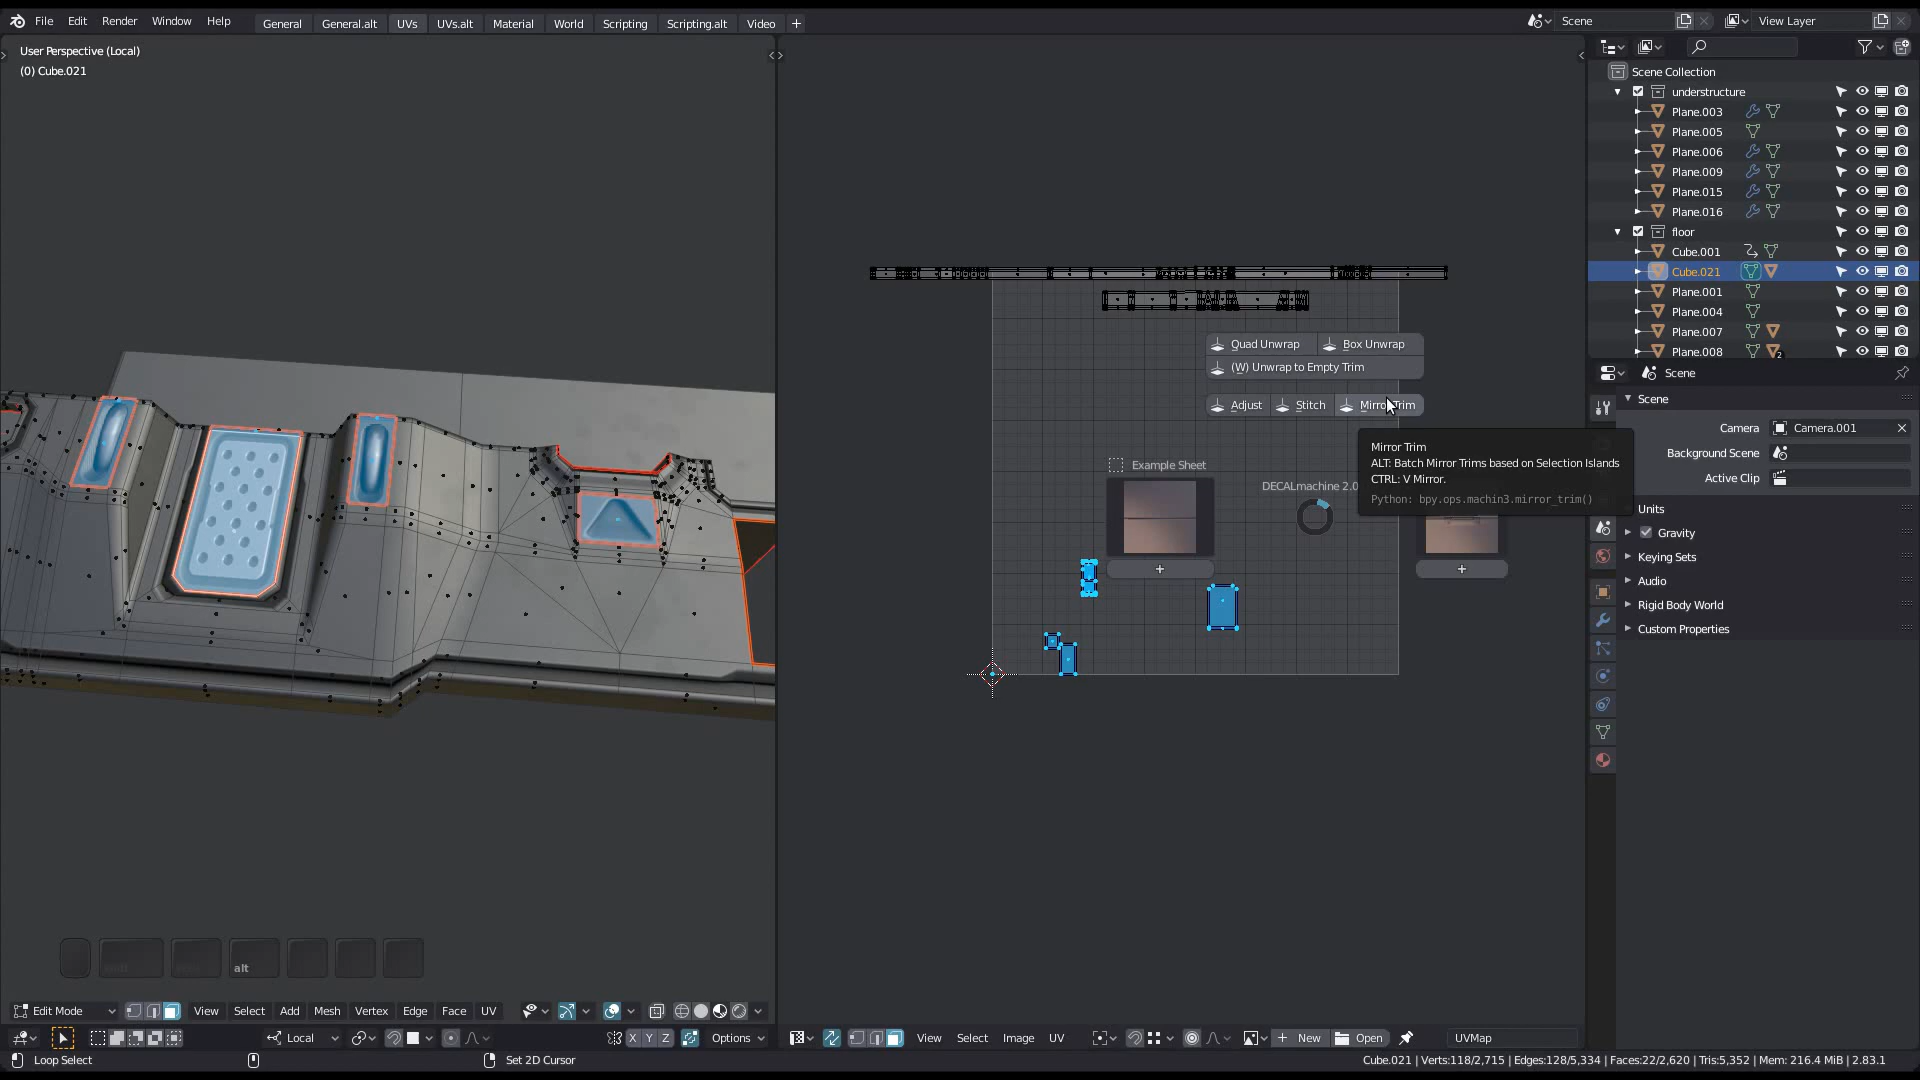 File Edit Render Window Help General General.alt UVs UVs.alt Material World Scripting Scripting.alt Video + Scene View Layer
User Perspective (Local)
(0) Cube.021
Quad Unwrap Box Unwrap
(W) Unwrap to Empty Trim
Adjust Stitch Mirror Trim
Mirror Trim
ALT: Batch Mirror Trims based on Selection Islands
CTRL: V Mirror.
Python: bpy.ops.machin3.mirror_trim()
Example Sheet
DECALmachine 2.0
+ +
Scene Collection
understructure
Plane.003
Plane.005
Plane.006
Plane.009
Plane.015
Plane.016
floor
Cube.001
Cube.021
Plane.001
Plane.004
Plane.007
Plane.008
2
Scene
Scene
Camera Camera.001
Background Scene
Active Clip
Units
Gravity
Keying Sets
Audio
Rigid Body World
Custom Properties
alt
Edit Mode View Select Add Mesh Vertex Edge Face UV
Local X Y Z Options
View Select Image UV New Open UVMap
Loop Select Set 2D Cursor Cube.021 | Verts:118/2,715 | Edges:128/5,334 | Faces:22/2,620 | Tris:5,352 | Mem: 216.4 MiB | 2.83.1